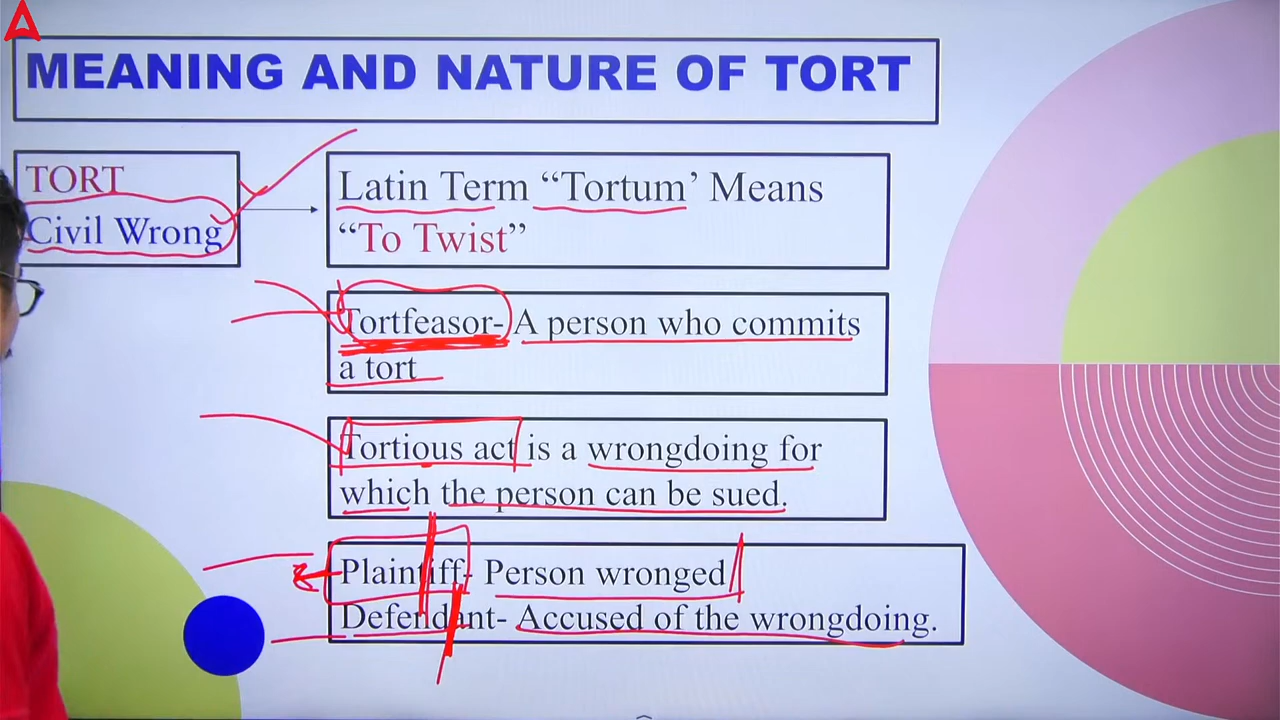 MEANING AND NATURE OF TORT
TORT
Civil Wrong
Latin Term “Tortum’ Means
“To Twist”
Tortfeasor- A person who commits
a tort
Tortious act is a wrongdoing for
which the person can be sued.
Plaintiff- Person wronged
Defendant- Accused of the wrongdoing.